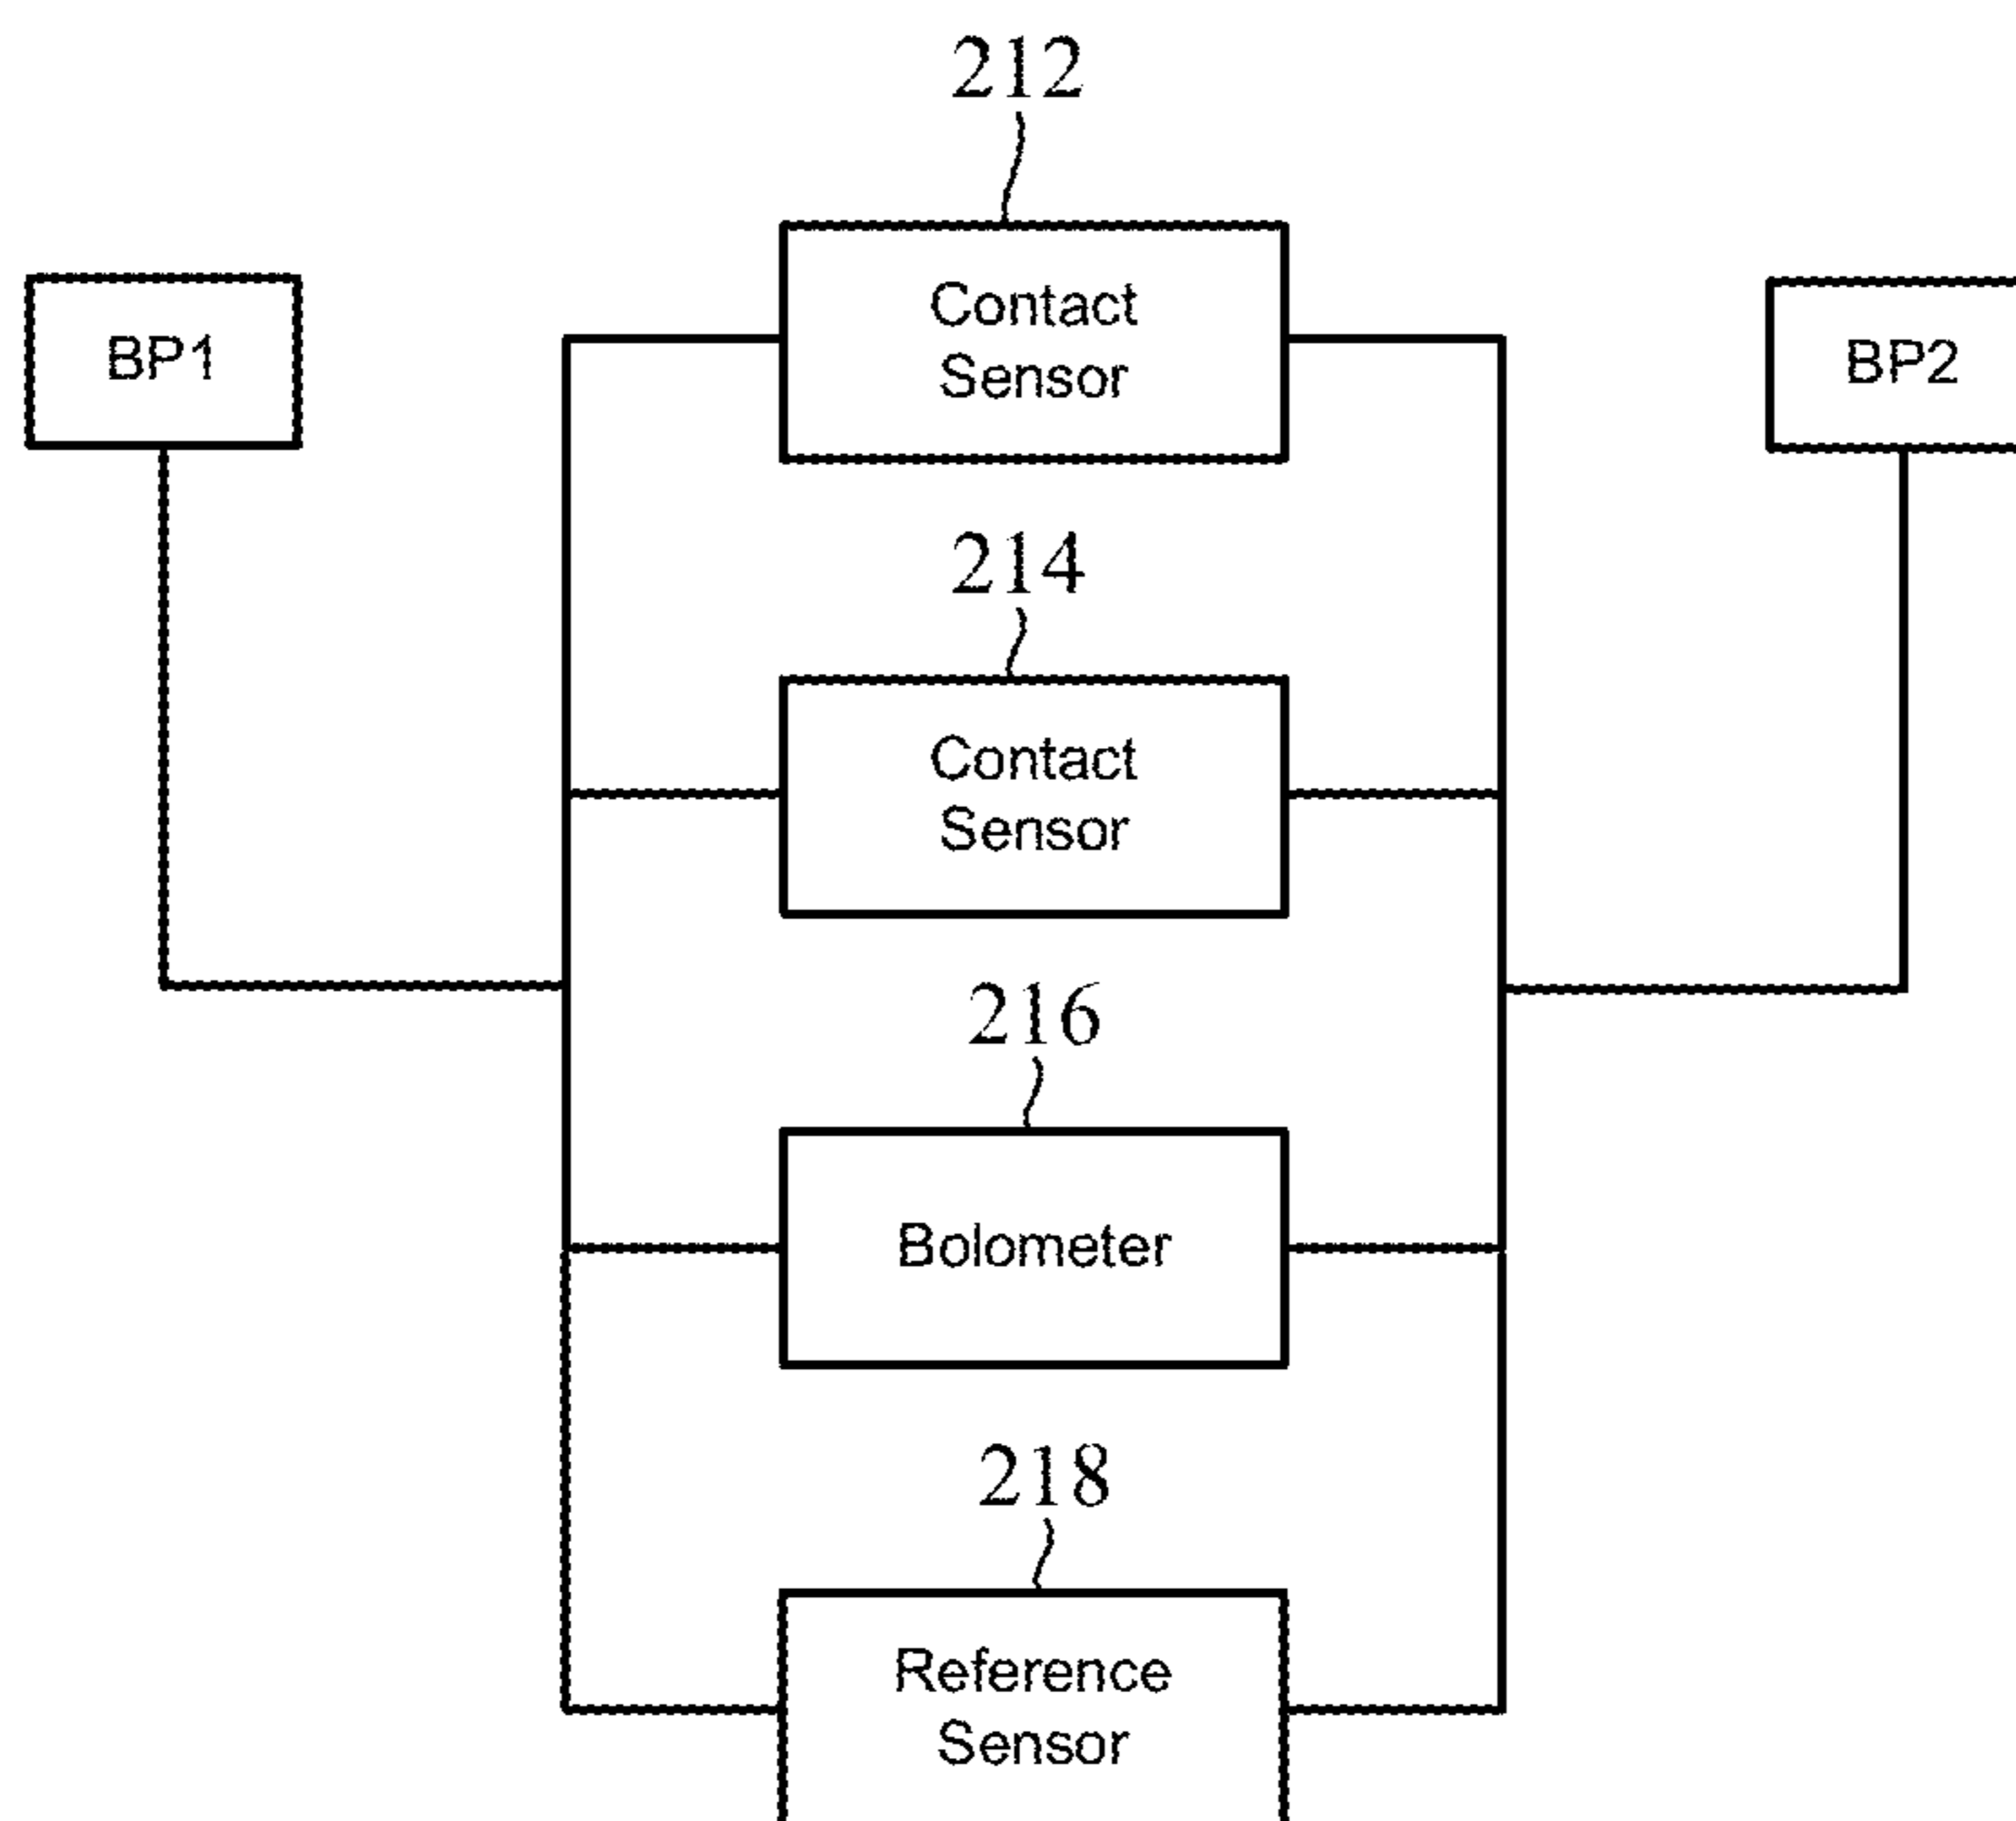 212
Contact
Sensor
BP1
BP2
214
Contact
Sensor
216
Bolometer
218
Reference
Sensor